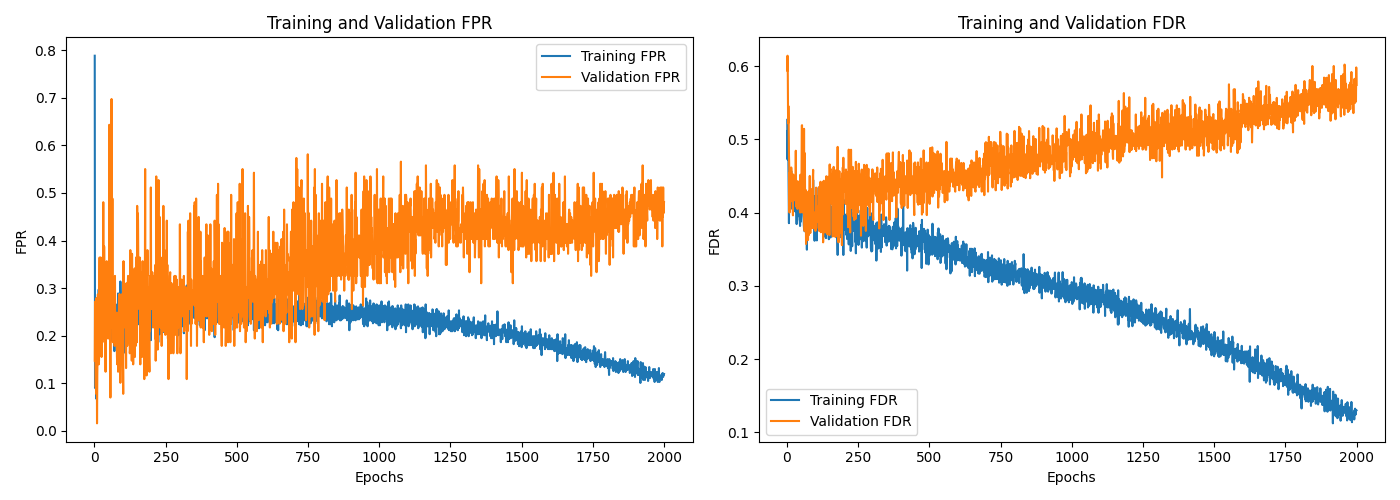 Training and Validation FPR
Training FPR
Validation FPR
0.8
0.7
0.6
0.5
0.4
0.3
0.2
0.1
0.0
FPR
0 250 500 750 1000 1250 1500 1750 2000
Epochs
Training and Validation FDR
0.6
0.5
0.4
0.3
0.2
0.1
FDR
Training FDR
Validation FDR
0 250 500 750 1000 1250 1500 1750 2000
Epochs